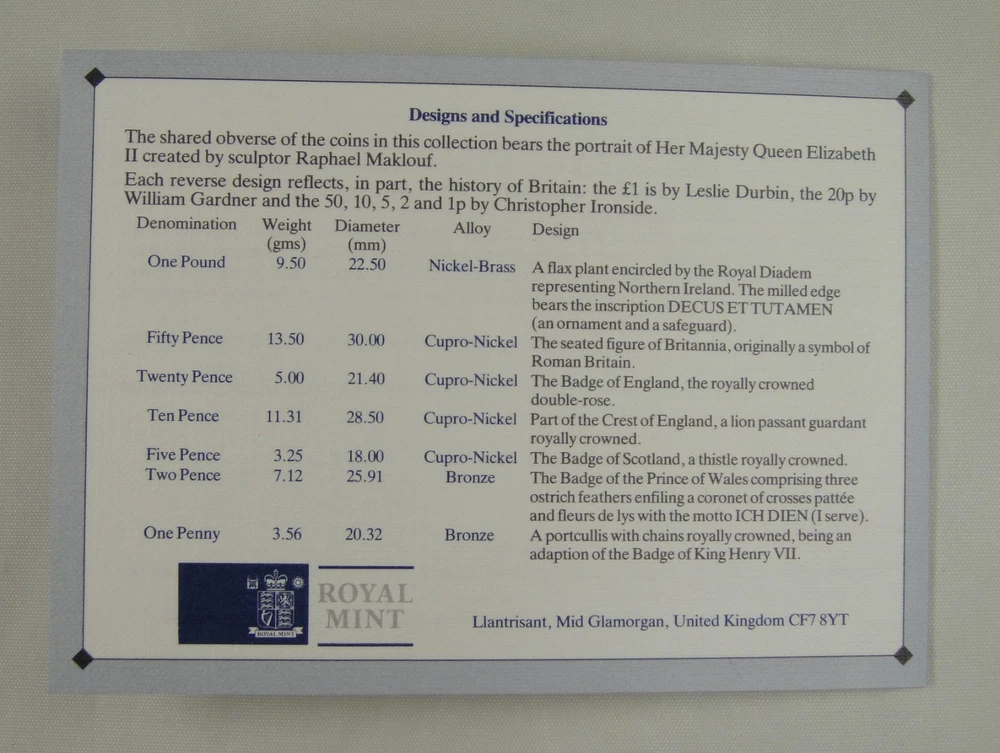 Designs and Specifications
The shared obverse of the coins in this collection bears the portrait of Her Majesty Queen Elizabeth
II created by sculptor Raphael Maklouf.
Each reverse design reflects, in part, the history of Britain: the £1 is by Leslie Durbin, the 20p by
William Gardner and the 50, 10, 5, 2 and 1p by Christopher Ironside.
Denomination Weight Diameter Alloy Design
(gms) (mm)
One Pound 9.50 22.50 Nickel-Brass A flax plant encircled by the Royal Diadem
representing Northern Ireland. The milled edge
bears the inscription DECUS ET TUTAMEN
(an ornament and a safeguard).
Fifty Pence 13.50 30.00 Cupro-Nickel The seated figure of Britannia, originally a symbol of
Roman Britain.
Twenty Pence 5.00 21.40 Cupro-Nickel The Badge of England, the royally crowned
double-rose.
Ten Pence 11.31 28.50 Cupro-Nickel Part of the Crest of England, a lion passant guardant
royally crowned.
Five Pence 3.25 18.00 Cupro-Nickel The Badge of Scotland, a thistle royally crowned.
Two Pence 7.12 25.91 Bronze The Badge of the Prince of Wales comprising three
ostrich feathers enfiling a coronet of crosses pattée
and fleurs de lys with the motto ICH DIEN (I serve).
One Penny 3.56 20.32 Bronze A portcullis with chains royally crowned, being an
adaption of the Badge of King Henry VII.
ROYAL MINT
ROYAL
MINT
Llantrisant, Mid Glamorgan, United Kingdom CF7 8YT